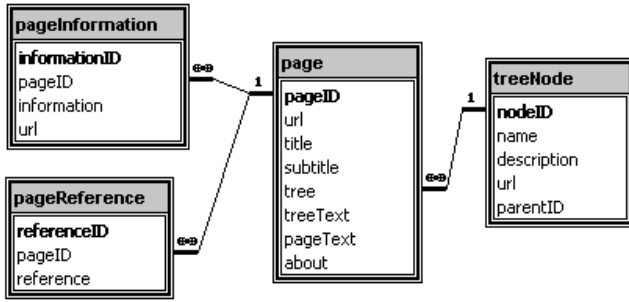 pageInformation
informationID
pageID
information
url
pageReference
referenceID
pageID
reference
∞
∞
1
page
pageID
url
title
subtitle
tree
treeText
pageText
about
∞
1
treeNode
nodeID
name
description
url
parentID